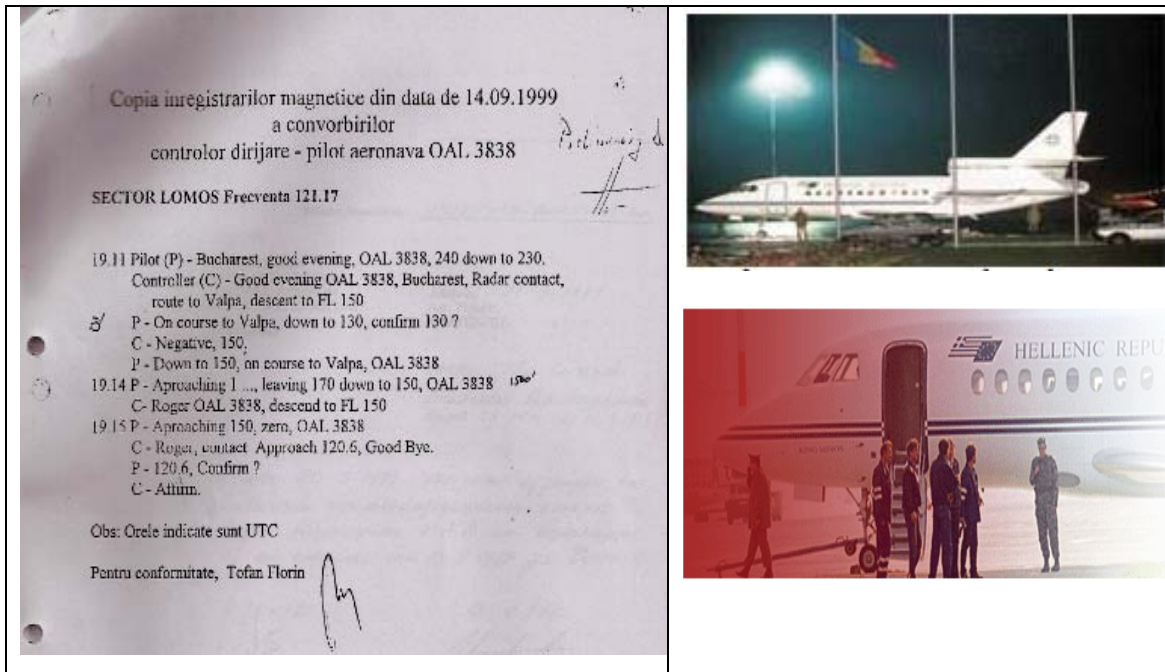 Copia inregistrarilor magnetice din data de 14.09.1999
a convorbirilor
controlor dirijare - pilot aeronava OAL 3838
SECTOR LOMOS Frecventa 121.17
19.11 Pilot (P) - Bucharest, good evening, OAL 3838, 240 down to 230.
Controller (C) - Good evening OAL 3838, Bucharest, Radar contact,
route to Valpa, descent to FL 150
P - On course to Valpa, down to 130, confirm 130 ?
C - Negative, 150,
P - Down to 150, on course to Valpa, OAL 3838
19.14 P - Aproaching 1 ..., leaving 170 down to 150, OAL 3838 1500'
C- Roger OAL 3838, descend to FL 150
19.15 P - Aproaching 150, zero, OAL 3838
C - Roger, contact Approach 120.6, Good Bye.
P - 120.6, Confirm ?
C - Affirm.
Obs: Orele indicate sunt UTC
Pentru conformitate, Tofan Florin
HELLENIC REPU